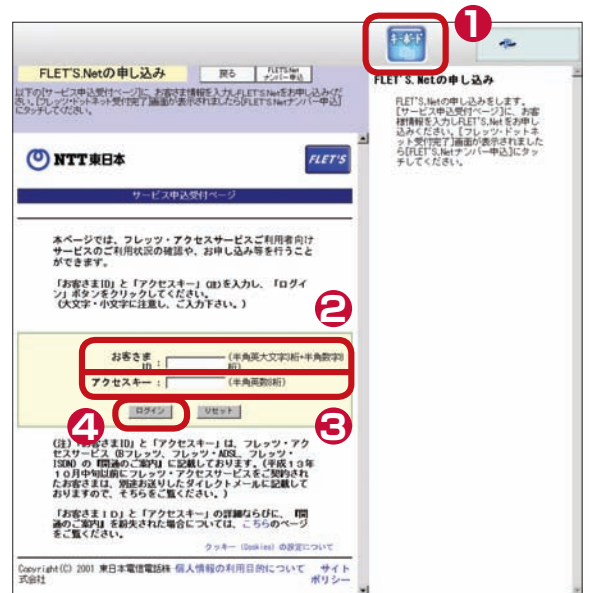 ❶
キーボード
FLET'S.Netの申し込み
戻る
FLET'S.Net
ナンバー申込
以下の[サービス申込受付ページ]に、お客さま情報を入力しFLET'S.Netをお申し込みくださ
い。[フレッツ・ドットネット受付完了]画面が表示されましたら[FLET'S.Netナンバー申込]
にタッチしてください。
NTT東日本
FLET'S
サービス申込受付ページ
本ページでは、フレッツ・アクセスサービスご利用者向け
サービスのご利用状況の確認や、お申し込み等を行うこと
ができます。
「お客さまID」と「アクセスキー」(注)を入力し、「ログイ
ン」ボタンをクリックしてください。
（大文字・小文字に注意し、ご入力下さい。）
❷
お客さま
ID :
(半角英大文字3桁+半角数字8
桁)
アクセスキー :
(半角英数8桁)
❹
ログイン
リセット
❸
(注)「お客さまID」と「アクセスキー」は、フレッツ・アク
セスサービス（Bフレッツ、フレッツ・ADSL、フレッツ・
ISDN）の『開通のご案内』に記載しております。（平成13年
10月中旬以前にフレッツ・アクセスサービスをご契約され
たお客さまは、別途お送りしたダイレクトメールに記載して
おりますので、そちらをご覧ください。）
「お客さまID」と「アクセスキー」の詳細ならびに、『開
通のご案内』を紛失された場合については、こちらのページ
をご覧ください。
クッキー (Cookies) の設定について
Copyright(C) 2001 東日本電信電話株
式会社
個人情報の利用目的について
サイト
ポリシー
FLET'S.Netの申し込み
FLET'S.Netの申し込みをします。
[サービス申込受付ページ]に、お客
様情報を入力しFLET'S.Netをお申し
込みください。[フレッツ・ドットネ
ット受付完了]画面が表示されました
ら[FLET'S.Netナンバー申込]にタッ
チしてください。